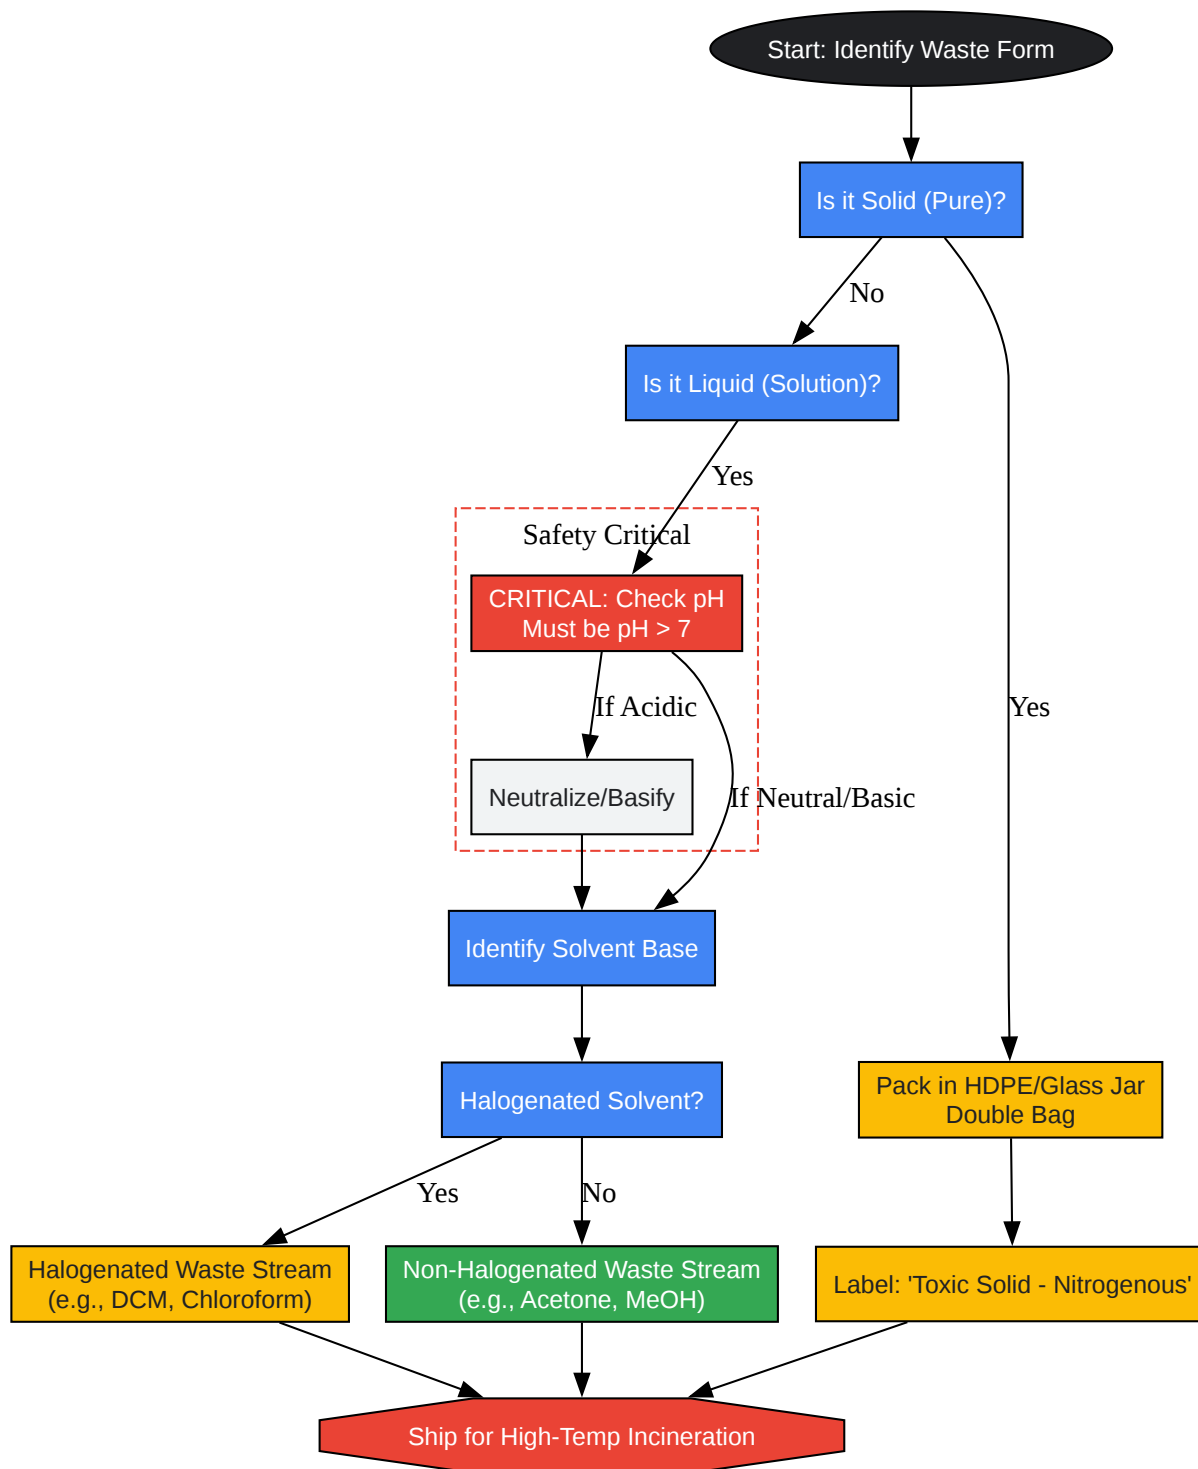 Start: Identify Waste Form
Is it Solid (Pure)?
No
Is it Liquid (Solution)?
Yes
Safety Critical
CRITICAL: Check pH
Must be pH > 7
If Acidic
Yes
Neutralize/Basify
If Neutral/Basic
Identify Solvent Base
Halogenated Solvent?
Pack in HDPE/Glass Jar
Double Bag
Yes
No
Halogenated Waste Stream
(e.g., DCM, Chloroform)
Non-Halogenated Waste Stream
(e.g., Acetone, MeOH)
Label: 'Toxic Solid - Nitrogenous'
Ship for High-Temp Incineration